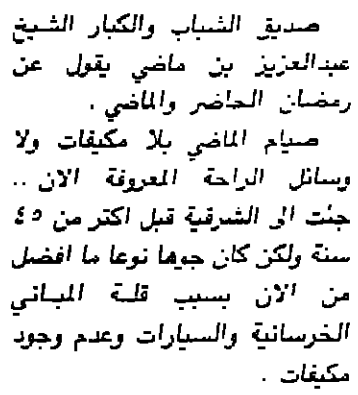 صديق الشباب والكبار الشيخ
عبدالعزيز بن ماضي يقول عن
رمضان الحاضر والماضي .
صيام الماضي بلا مكيفات ولا
وسائل الراحة المعروفة الان ..
جئت الى الشرقية قبل اكثر من ٤٥
سنة ولكن كان جوها نوعا ما افضل
من الان بسبب قلة المباني
الخرسانية والسيارات وعدم وجود
مكيفات .